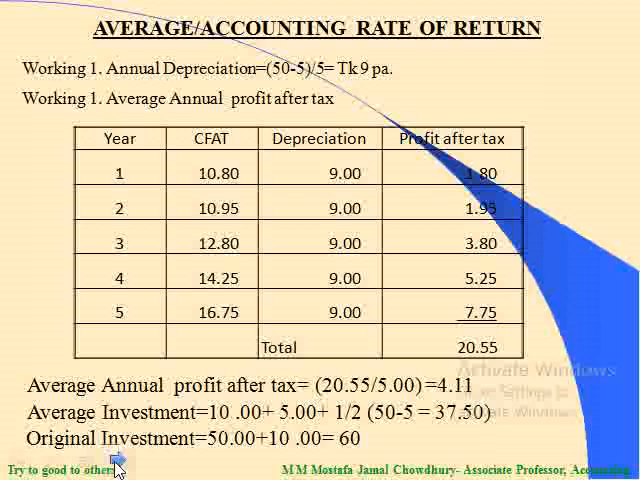 AVERAGE/ACCOUNTING RATE OF RETURN
Working 1. Annual Depreciation=(50-5)/5= Tk 9 pa.
Working 1. Average Annual profit after tax
Year CFAT Depreciation Profit after tax
1 10.80 9.00 1.80
2 10.95 9.00 1.95
3 12.80 9.00 3.80
4 14.25 9.00 5.25
5 16.75 9.00 7.75
Total 20.55
Activate Windows
Average Annual profit after tax= (20.55/5.00) =4.11
Settings to
Average Investment=10 .00+ 5.00+ 1/2 (50-5 = 37.50)
Windows
Original Investment=50.00+10 .00= 60
Try to good to others
M M Mostafa Jamal Chowdhury- Associate Professor, Accounting